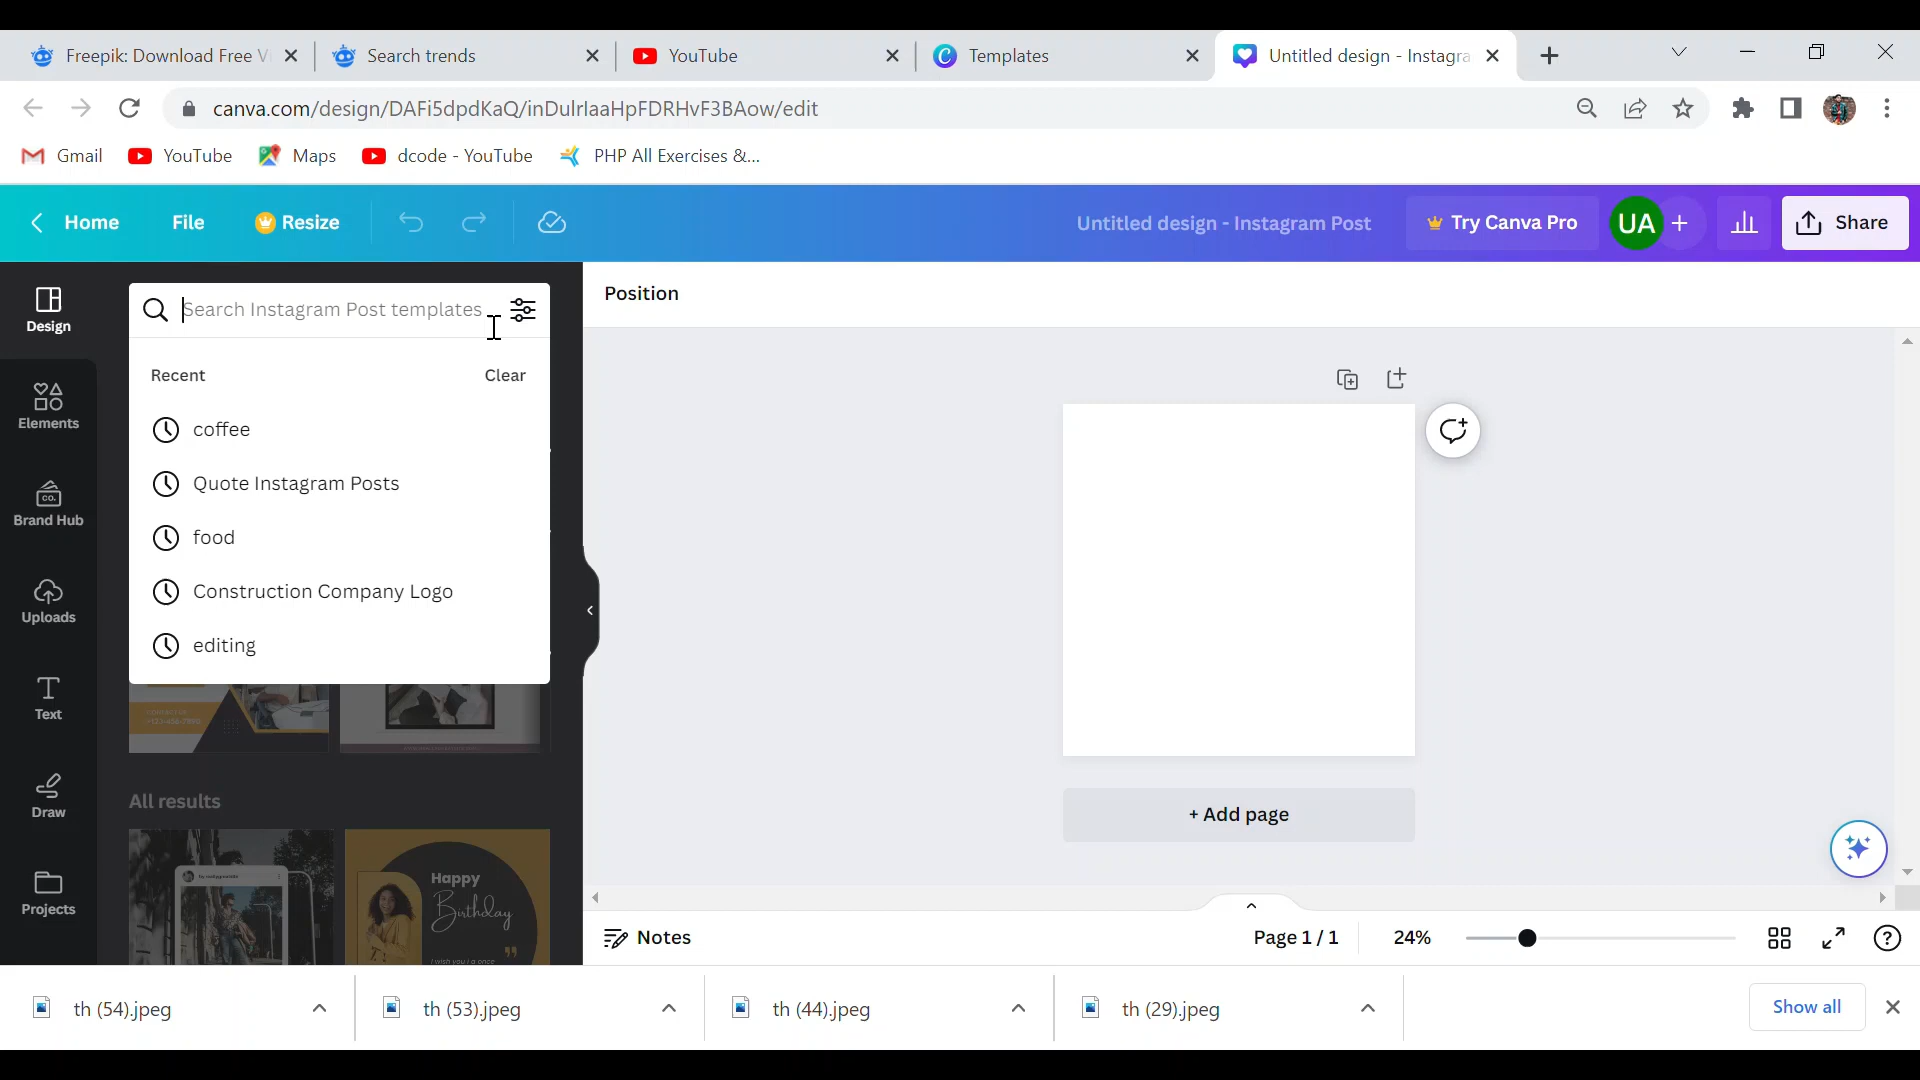 Freepik: Download Free V
Search trends
YouTube
Templates
Untitled design - Instagra
canva.com/design/DAFi5dpdKaQ/inDulrlaaHpFDRHvF3BAow/edit
Gmail
YouTube
Maps
dcode - YouTube
PHP All Exercises &...
Home
File
Resize
Untitled design - Instagram Post
Try Canva Pro
UA
Share
Design
Elements
CO.
Brand Hub
Uploads
Text
Draw
Projects
Search Instagram Post templates
Recent
Clear
coffee
Quote Instagram Posts
food
Construction Company Logo
editing
All results
Happy
Birthday
I wish you a once
Position
+ Add page
Notes
Page 1 / 1
24%
th (54).jpeg
th (53).jpeg
th (44).jpeg
th (29).jpeg
Show all